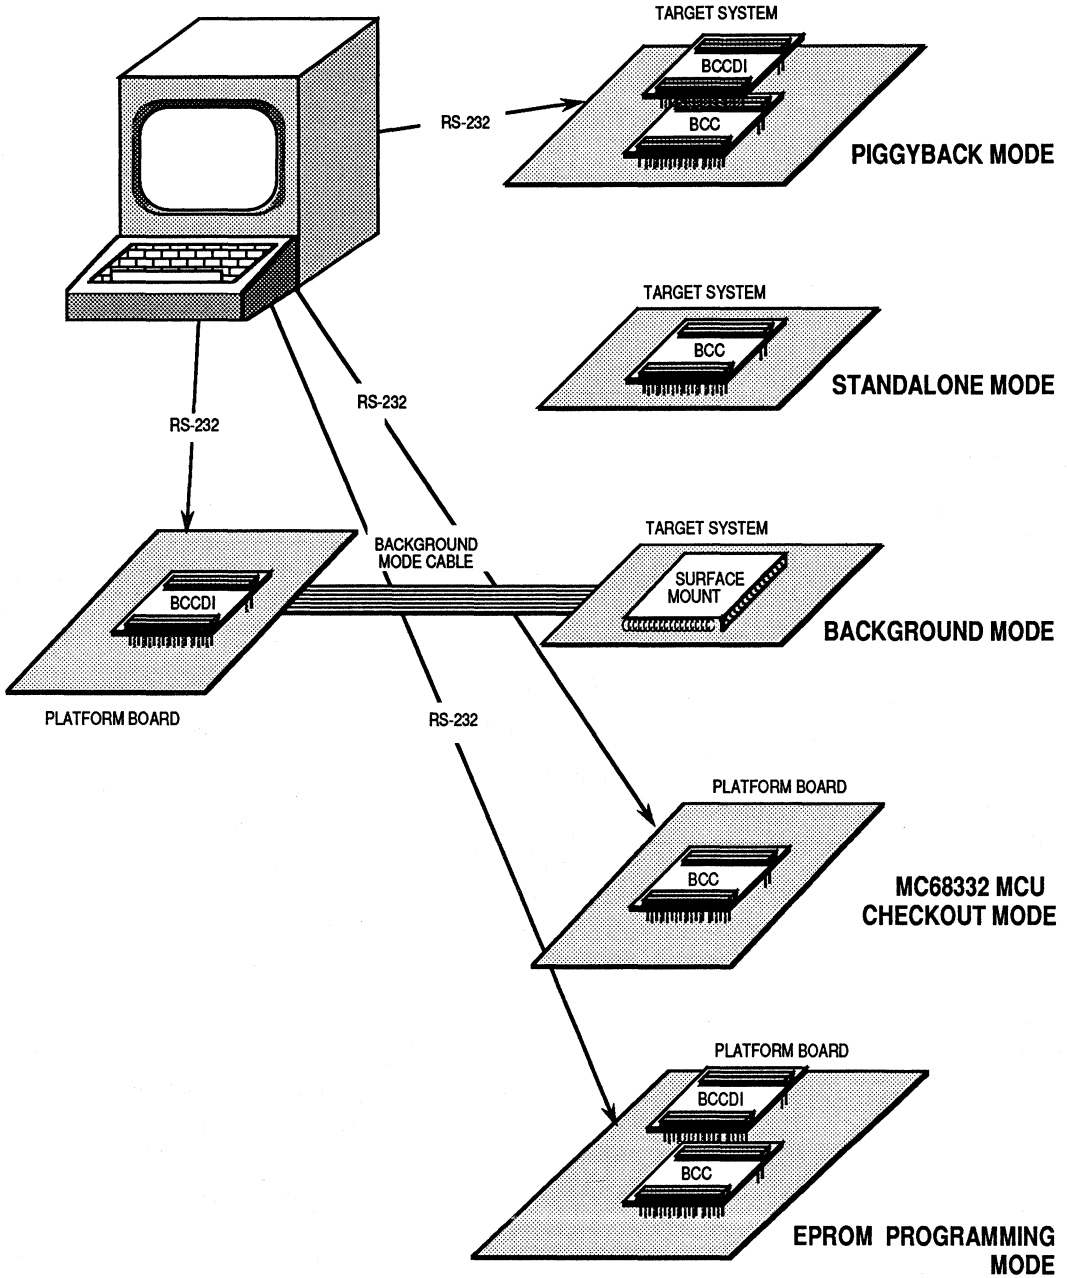 TARGET SYSTEM
BCCDI
RS-232
BCC
PIGGYBACK MODE
TARGET SYSTEM
BCC
STANDALONE MODE
RS-232
RS-232
TARGET SYSTEM
BACKGROUND
MODE CABLE
SURFACE
MOUNT
BCCDI
BACKGROUND MODE
PLATFORM BOARD
RS-232
PLATFORM BOARD
BCC
MC68332 MCU
CHECKOUT MODE
PLATFORM BOARD
BCCDI
BCC
EPROM PROGRAMMING
MODE